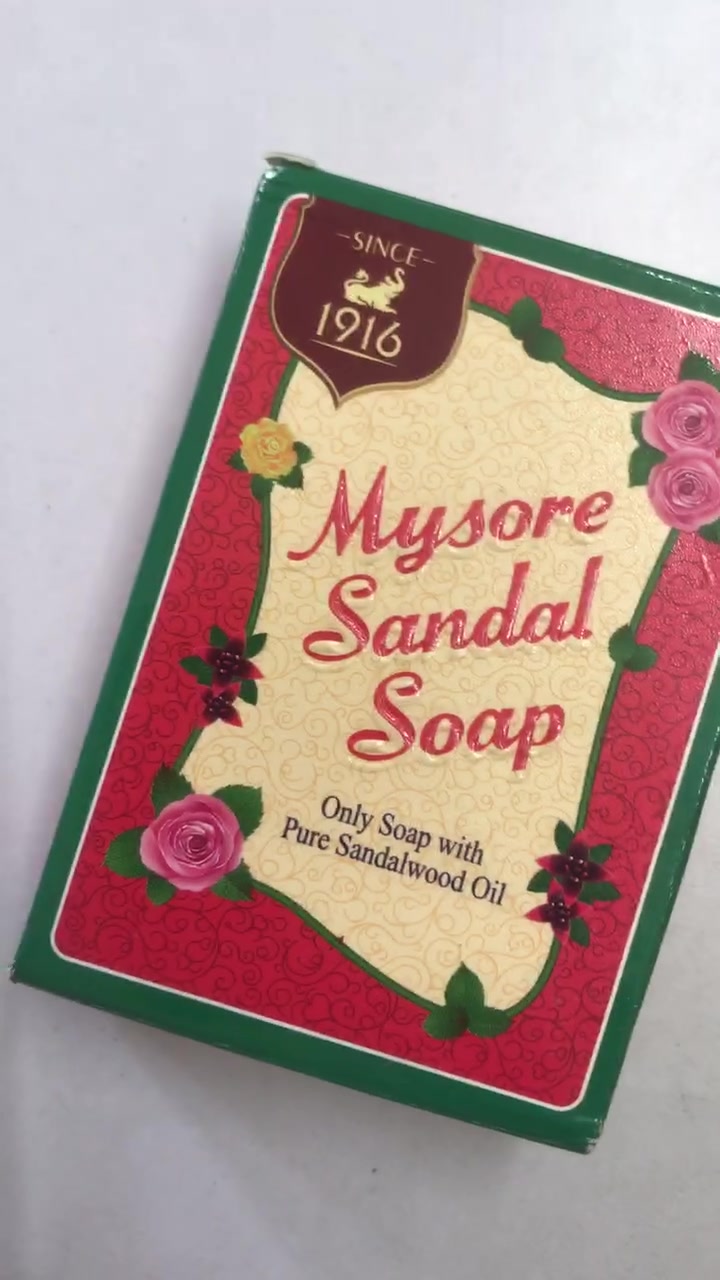 -SINCE-
1916
Mysore
Sandal
Soap
Only Soap with
Pure Sandalwood Oil